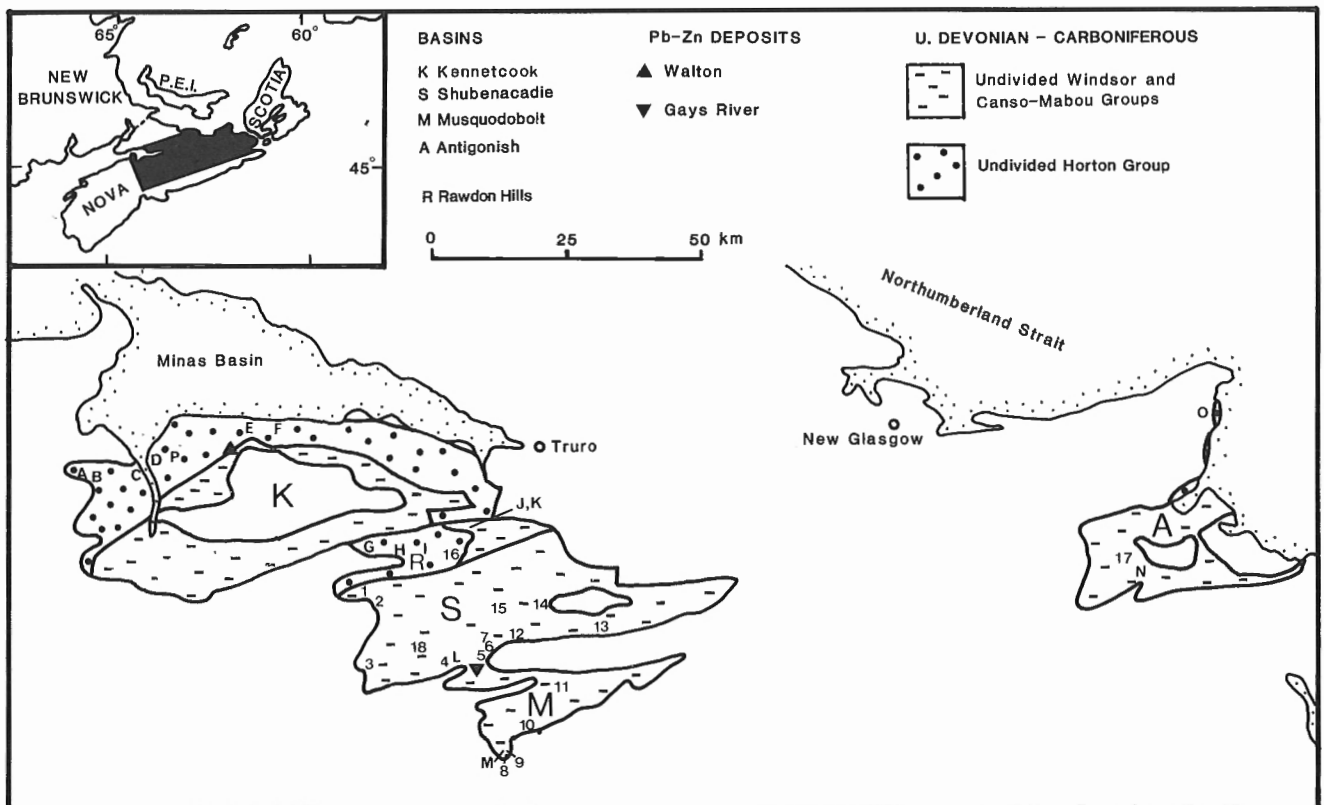 65° 60°
NEW
BRUNSWICK
P.E.I.
SCOTIA
45°
NOVA
BASINS
K Kennetcook
S Shubenacadie
M Musquodobolt
A Antigonish
R Rawdon Hills
Pb-Zn DEPOSITS
Walton
Gays River
U. DEVONIAN - CARBONIFEROUS
Undivided Windsor and
Canso-Mabou Groups
Undivided Horton Group
0 25 50 km
Northumberland Strait
Minas Basin
Truro
New Glasgow
O
A B C D P E F
K
J,K
G H I
R 16
1
2
S 15 14
13
7 12
6
18
3 4 L 5
11
M
10
M 9
8
A
17
N